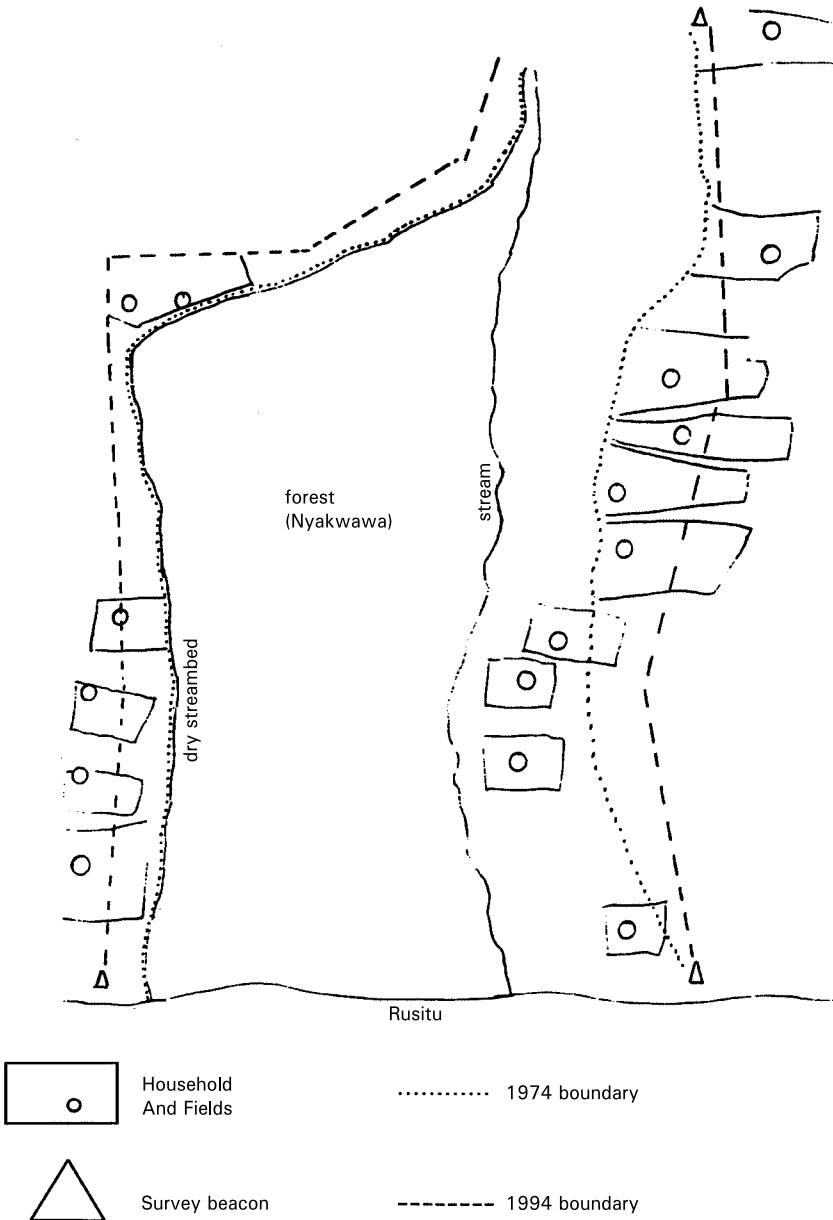 forest
(Nyakwawa)
stream
dry streambed
Rusitu
Household
And Fields
1974 boundary
Survey beacon
1994 boundary